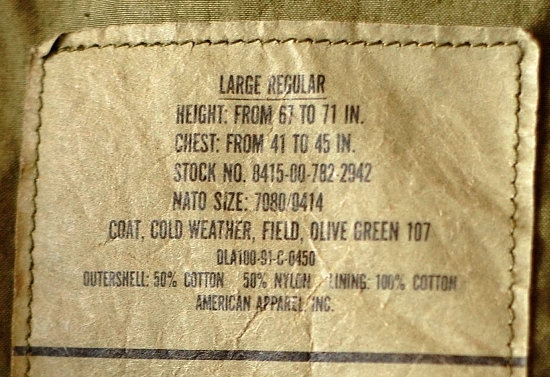 LARGE REGULAR
HEIGHT: FROM 67 TO 71 IN.
CHEST: FROM 41 TO 45 IN.
STOCK NO. 8415-00-782-2942
NATO SIZE: 7080/0414
COAT, COLD WEATHER, FIELD, OLIVE GREEN 107
DLA100-91-C-0450
OUTERSHELL: 50% COTTON 50% NYLON LINING: 100% COTTON
AMERICAN APPAREL, INC.